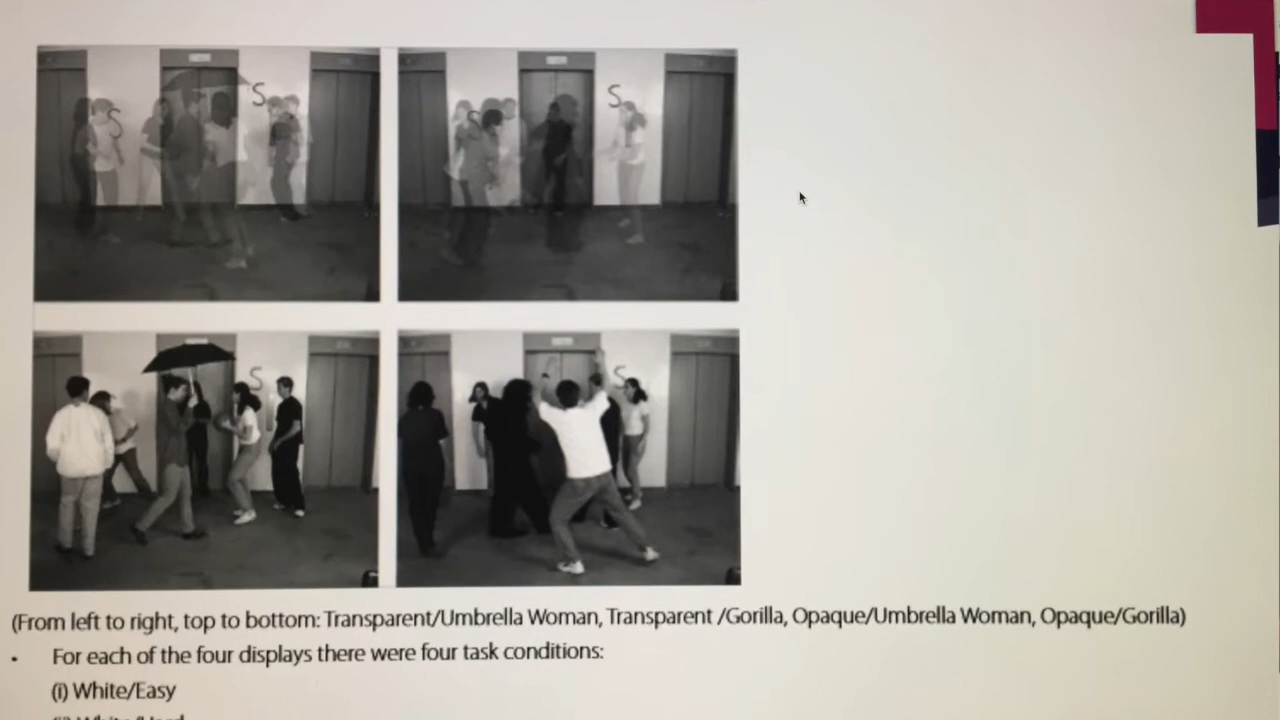 S
S
S
S
S
S
(From left to right, top to bottom: Transparent/Umbrella Woman, Transparent /Gorilla, Opaque/Umbrella Woman, Opaque/Gorilla)
• For each of the four displays there were four task conditions:
(i) White/Easy